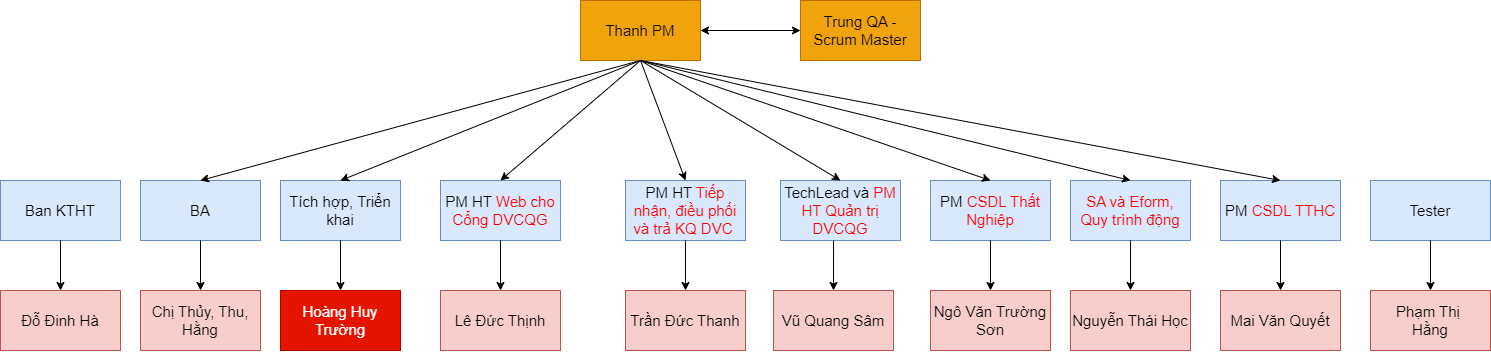 Thanh PM
Trung QA -
Scrum Master
Ban KTHT
BA
Tích hợp, Triển
khai
PM HT Web cho
Cổng DVCQG
PM HT Tiếp
nhận, điều phối
và trả KQ DVC
TechLead và PM
HT Quản trị
DVCQG
PM CSDL Thất
Nghiệp
SA và Eform,
Quy trình động
PM CSDL TTHC
Tester
Đỗ Đinh Hà
Chị Thủy, Thu,
Hằng
Hoàng Huy
Trường
Lê Đức Thịnh
Trần Đức Thanh
Vũ Quang Sâm
Ngô Văn Trường
Sơn
Nguyễn Thái Học
Mai Văn Quyết
Phạm Thị
Hằng